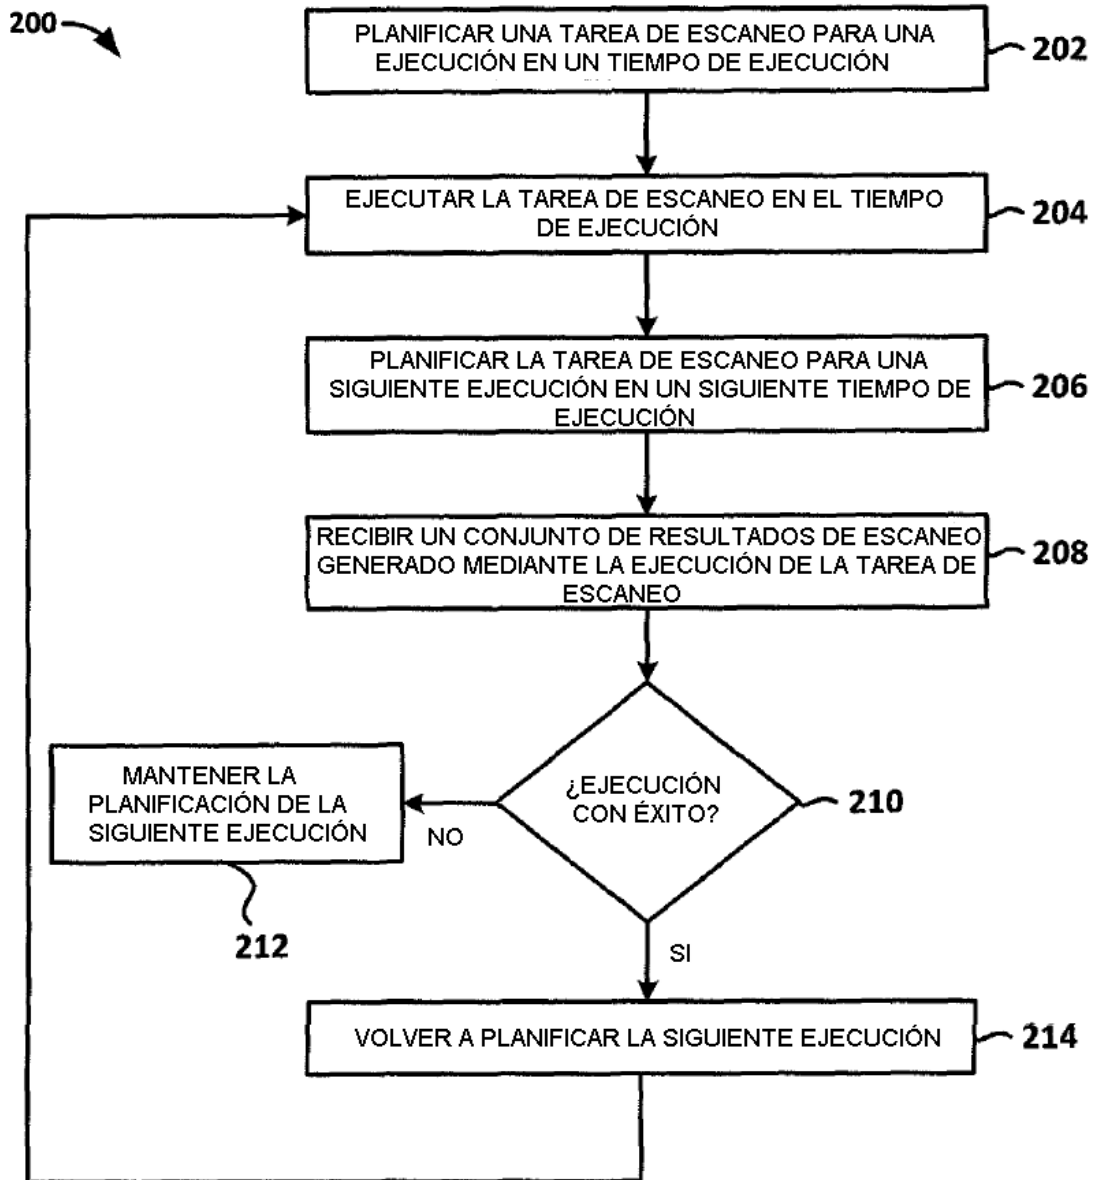 200
PLANIFICAR UNA TAREA DE ESCANEO PARA UNA
EJECUCIÓN EN UN TIEMPO DE EJECUCIÓN
202
EJECUTAR LA TAREA DE ESCANEO EN EL TIEMPO
DE EJECUCIÓN
204
PLANIFICAR LA TAREA DE ESCANEO PARA UNA
SIGUIENTE EJECUCIÓN EN UN SIGUIENTE TIEMPO DE
EJECUCIÓN
206
RECIBIR UN CONJUNTO DE RESULTADOS DE ESCANEO
GENERADO MEDIANTE LA EJECUCIÓN DE LA TAREA DE
ESCANEO
208
¿EJECUCIÓN
CON ÉXITO?
210
NO
MANTENER LA
PLANIFICACIÓN DE LA
SIGUIENTE EJECUCIÓN
212
SI
VOLVER A PLANIFICAR LA SIGUIENTE EJECUCIÓN
214